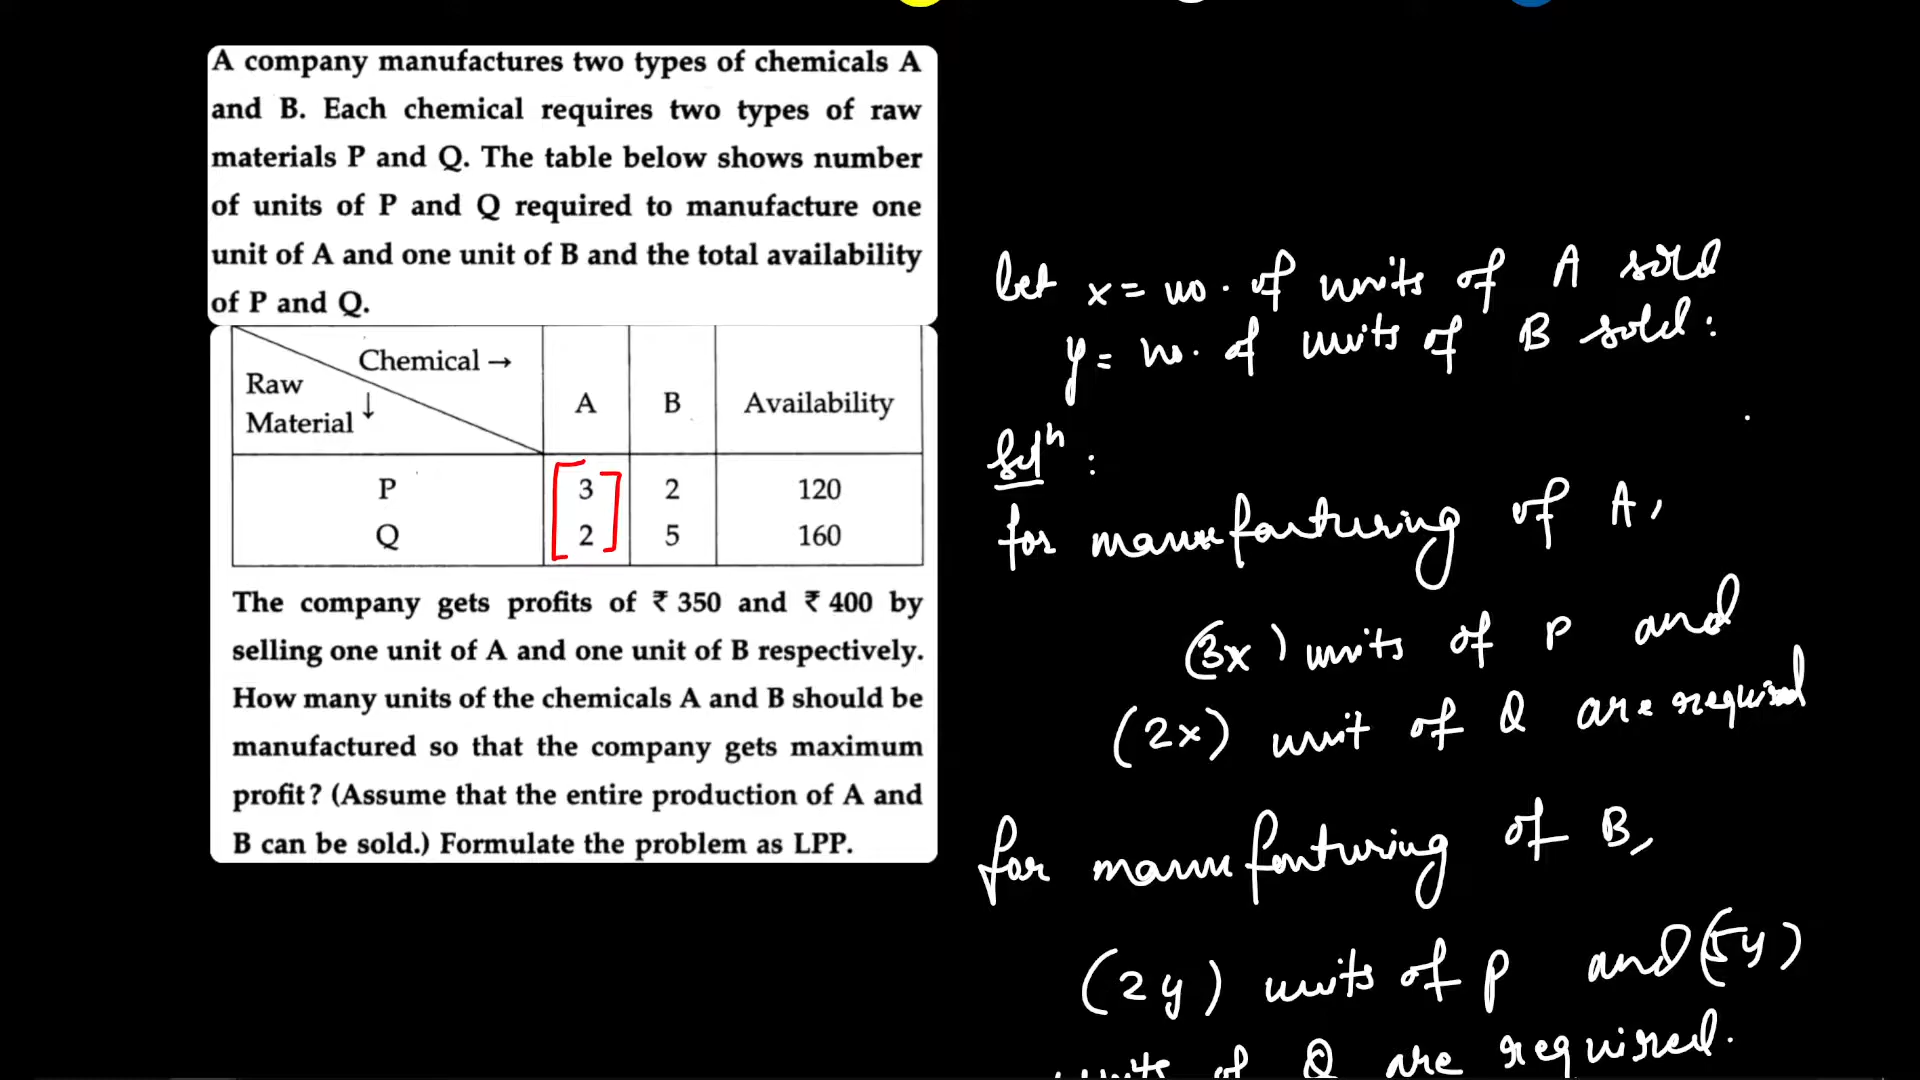 A company manufactures two types of chemicals A
and B. Each chemical requires two types of raw
materials P and Q. The table below shows number
of units of P and Q required to manufacture one
unit of A and one unit of B and the total availability
of P and Q.
Chemical →
Raw
Material ↓
A B Availability
P 3 2 120
Q 2 5 160
The company gets profits of ₹ 350 and ₹ 400 by
selling one unit of A and one unit of B respectively.
How many units of the chemicals A and B should be
manufactured so that the company gets maximum
profit? (Assume that the entire production of A and
B can be sold.) Formulate the problem as LPP.
let x = no. of units of A sold
y = no. of units of B sold:
Solⁿ :
for manufacturing of A,
(3x) units of P and
(2x) unit of Q are required
for manufacturing of B,
(2y) units of P and (5y)
units of Q are required.